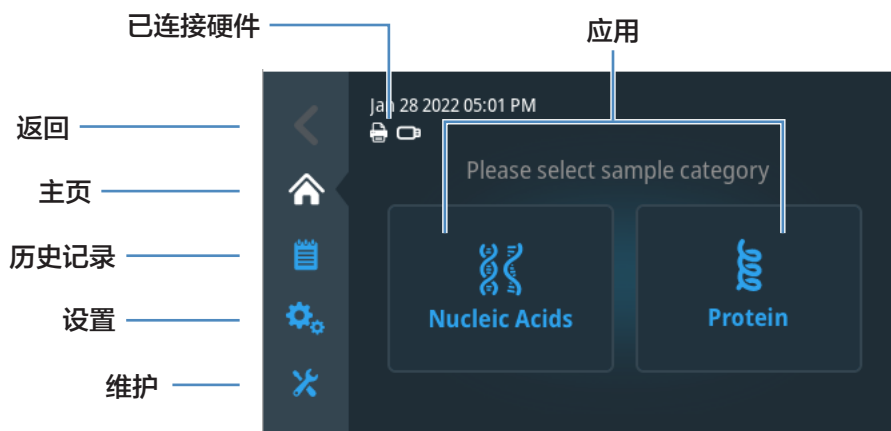 已连接硬件
应用
返回
主页
历史记录
设置
维护
Jan 28 2022 05:01 PM
Please select sample category
Nucleic Acids
Protein